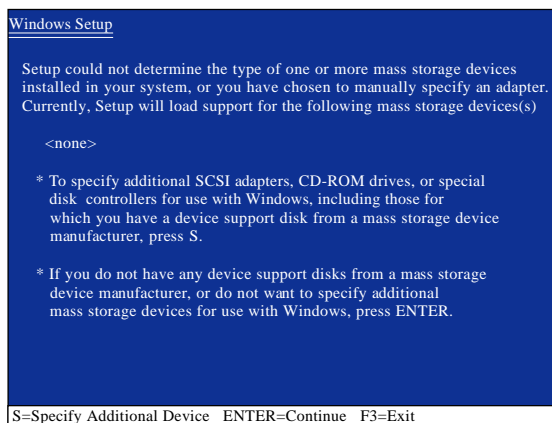 Windows Setup
Setup could not determine the type of one or more mass storage devices
installed in your system, or you have chosen to manually specify an adapter.
Currently, Setup will load support for the following mass storage devices(s)
<none>
* To specify additional SCSI adapters, CD-ROM drives, or special
disk controllers for use with Windows, including those for
which you have a device support disk from a mass storage device
manufacturer, press S.
* If you do not have any device support disks from a mass storage
device manufacturer, or do not want to specify additional
mass storage devices for use with Windows, press ENTER.
S=Specify Additional Device ENTER=Continue F3=Exit